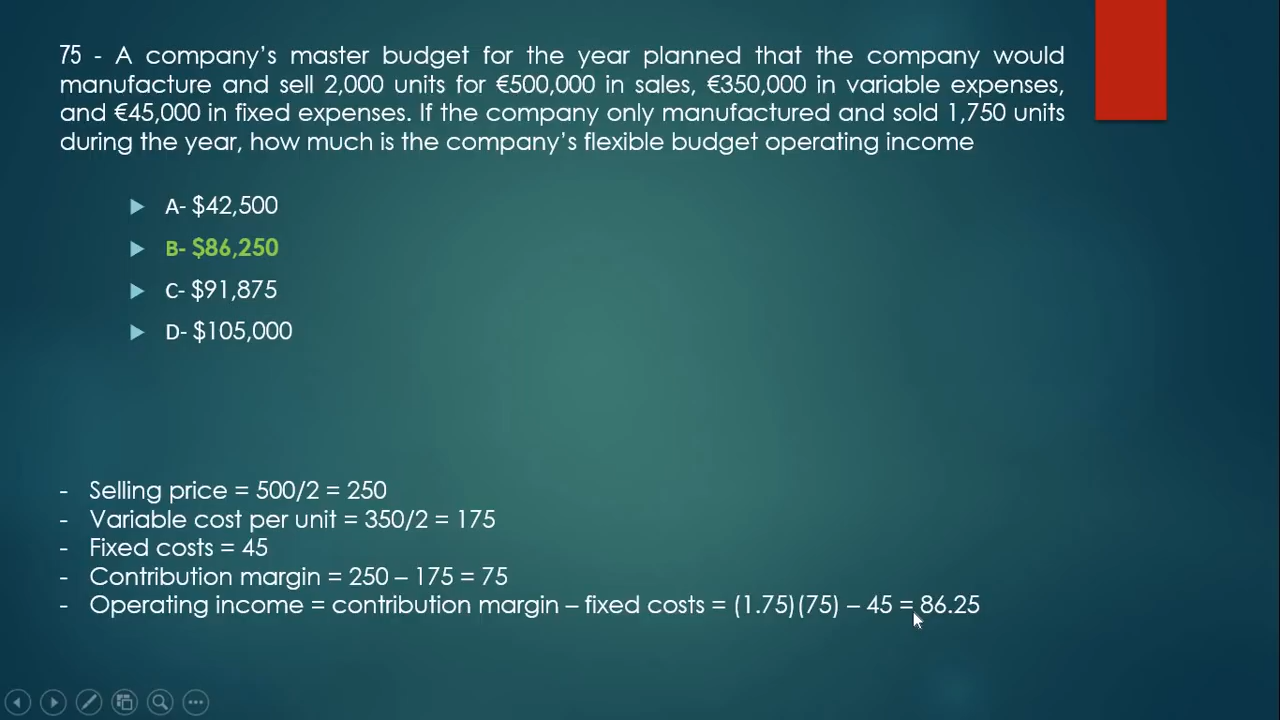 75 - A company’s master budget for the year planned that the company would
manufacture and sell 2,000 units for €500,000 in sales, €350,000 in variable expenses,
and €45,000 in fixed expenses. If the company only manufactured and sold 1,750 units
during the year, how much is the company’s flexible budget operating income
A- $42,500
B- $86,250
C- $91,875
D- $105,000
- Selling price = 500/2 = 250
- Variable cost per unit = 350/2 = 175
- Fixed costs = 45
- Contribution margin = 250 – 175 = 75
- Operating income = contribution margin – fixed costs = (1.75)(75) – 45 = 86.25